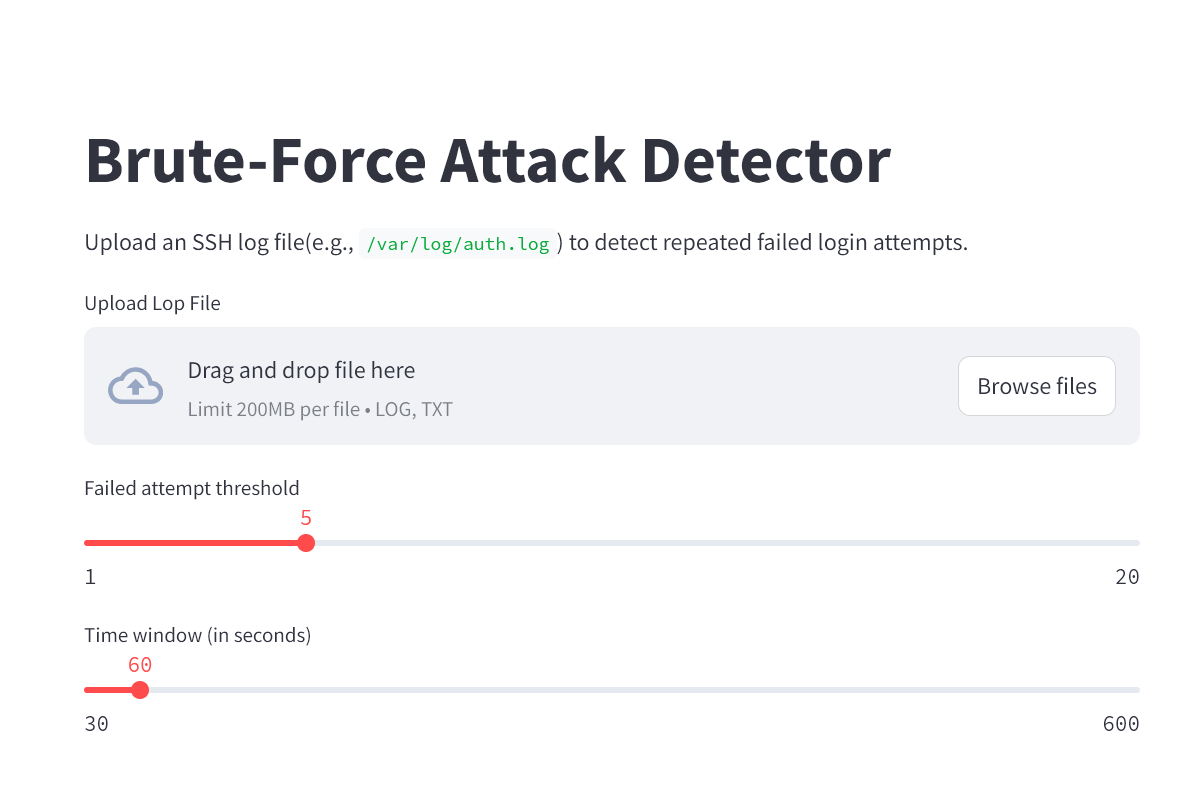 Brute-Force Attack Detector
Upload an SSH log file(e.g., /var/log/auth.log) to detect repeated failed login attempts.
Upload Lop File
Drag and drop file here
Limit 200MB per file • LOG, TXT
Browse files
Failed attempt threshold
5
1
20
Time window (in seconds)
60
30
600